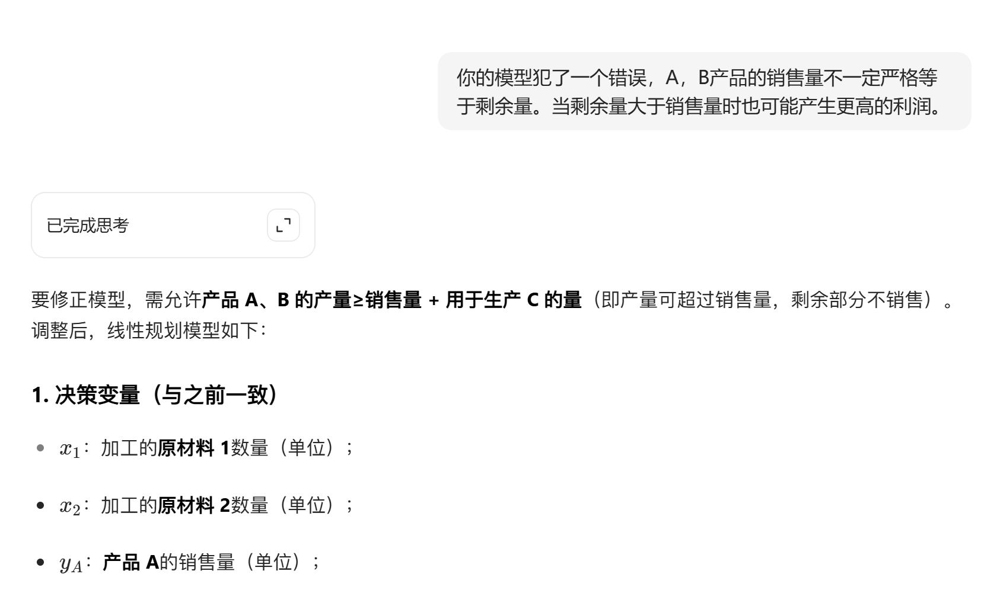 你的模型犯了一个错误，A，B产品的销售量不一定严格等
于剩余量。当剩余量大于销售量时也可能产生更高的利润。
已完成思考
要修正模型，需允许产品 A、B 的产量≥销售量 + 用于生产 C 的量（即产量可超过销售量，剩余部分不销售）。
调整后，线性规划模型如下：
1. 决策变量（与之前一致）
• x₁：加工的原材料 1数量（单位）；
• x₂：加工的原材料 2数量（单位）；
• y_A：产品 A的销售量（单位）；